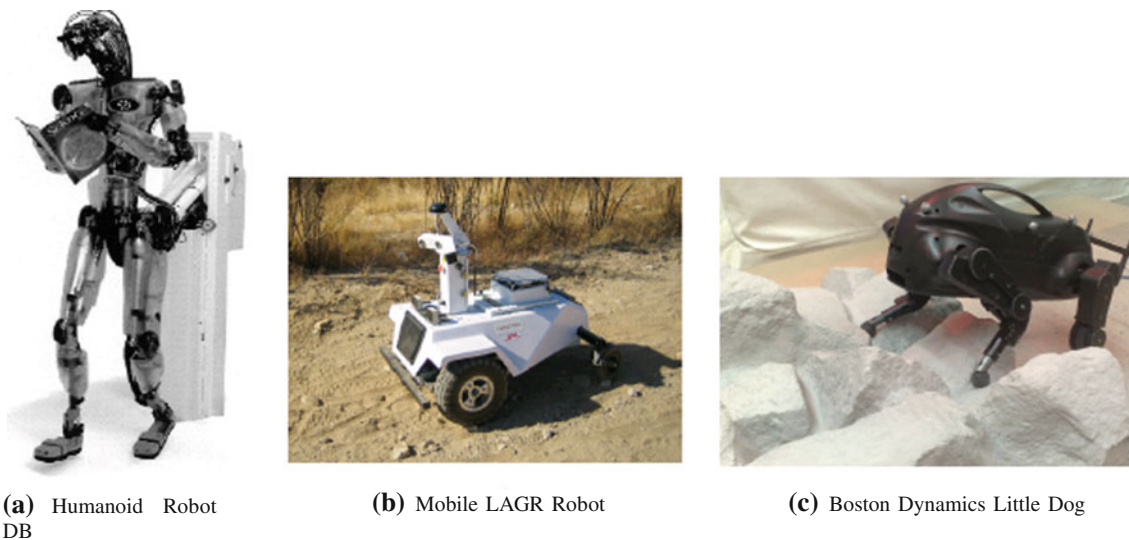 (a) Humanoid Robot
DB
(b) Mobile LAGR Robot
(c) Boston Dynamics Little Dog